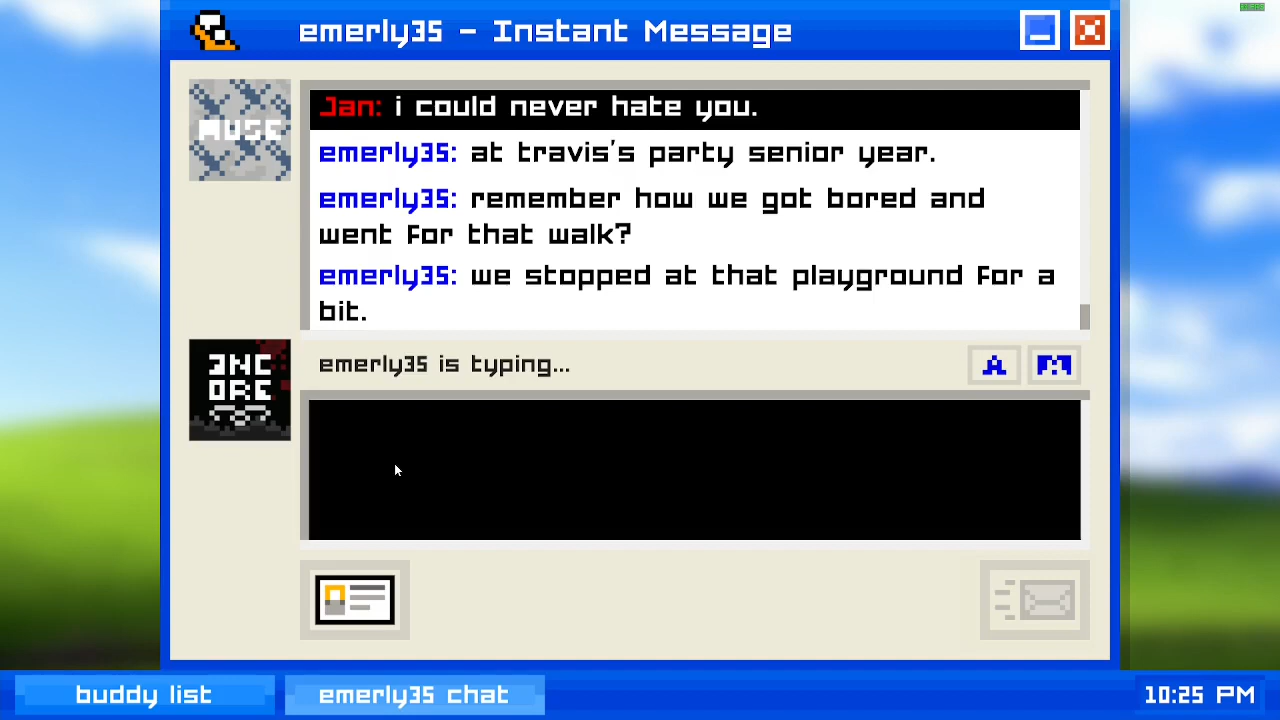 emerly35 - Instant Message
MUSE
Jan: i could never hate you.
emerly35: at travis's party senior year.
emerly35: remember how we got bored and
went for that walk?
emerly35: we stopped at that playground for a
bit.
emerly35 is typing...
A
buddy list
emerly35 chat
10:25 PM